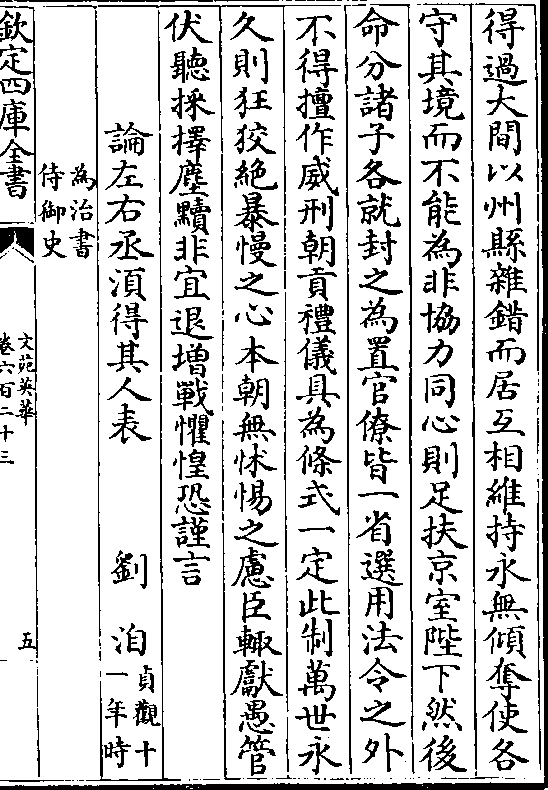 得過大間以州縣雜錯而居互相維持永無傾奪使各
守其境而不能為非協力同心則足扶京室陛下然後
命分諸子各就封之為置官僚皆一省選用法令之外
不得擅作威刑朝貢禮儀具為條式一定此制萬世永
久則狂狡絶暴慢之心本朝無怵惕之慮臣輙獻愚管
伏聽採擇塵黷非宜退增戰懼惶恐謹言
論左右丞湏得其人表 劉洎貞觀十一年時
為治書侍御史
欽定四庫全書
文苑英華
卷六百二十三
五